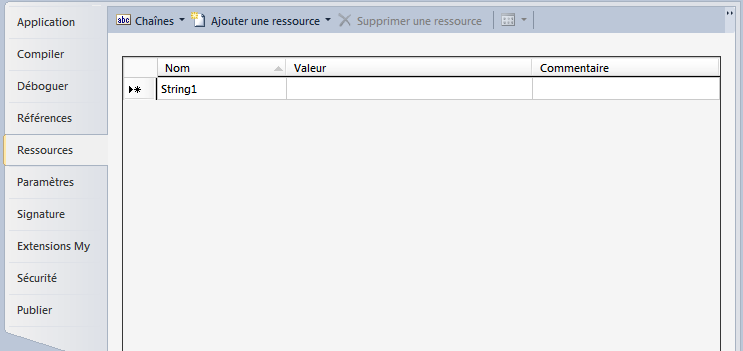 Application
Compiler
Déboguer
Références
Ressources
Paramètres
Signature
Extensions My
Sécurité
Publier
abc Chaînes Ajouter une ressource Supprimer une ressource
Nom Valeur Commentaire
String1